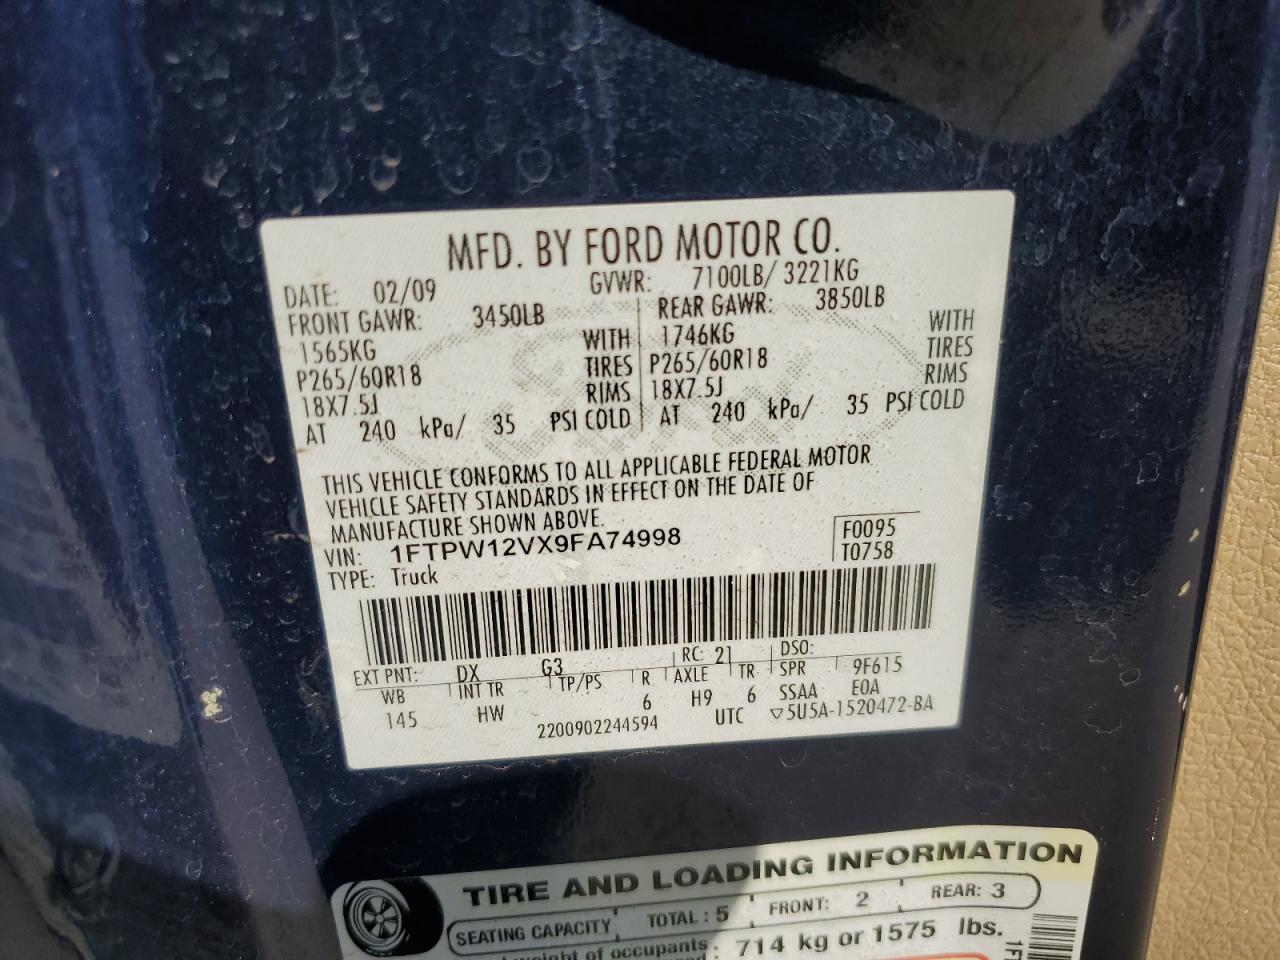 MFD. BY FORD MOTOR CO.
DATE: 02/09 GVWR: 7100LB/ 3221KG
FRONT GAWR: 3450LB REAR GAWR: 3850LB
1565KG WITH 1746KG WITH
P265/60R18 TIRES P265/60R18 TIRES
18X7.5J RIMS 18X7.5J RIMS
AT 240 kPa/ 35 PSI COLD AT 240 kPa/ 35 PSI COLD
THIS VEHICLE CONFORMS TO ALL APPLICABLE FEDERAL MOTOR
VEHICLE SAFETY STANDARDS IN EFFECT ON THE DATE OF
MANUFACTURE SHOWN ABOVE.
VIN: 1FTPW12VX9FA74998 F0095
TYPE: Truck T0758
EXT PNT: DX G3 RC: 21 DSO:
WB INT TR TP/PS R AXLE TR SPR 9F615
145 HW 6 H9 6 SSAA E0A
2200902244594 UTC ▽5U5A-1520472-BA
TIRE AND LOADING INFORMATION
SEATING CAPACITY TOTAL : 5 FRONT: 2 REAR: 3
weight of occupants 714 kg or 1575 lbs.